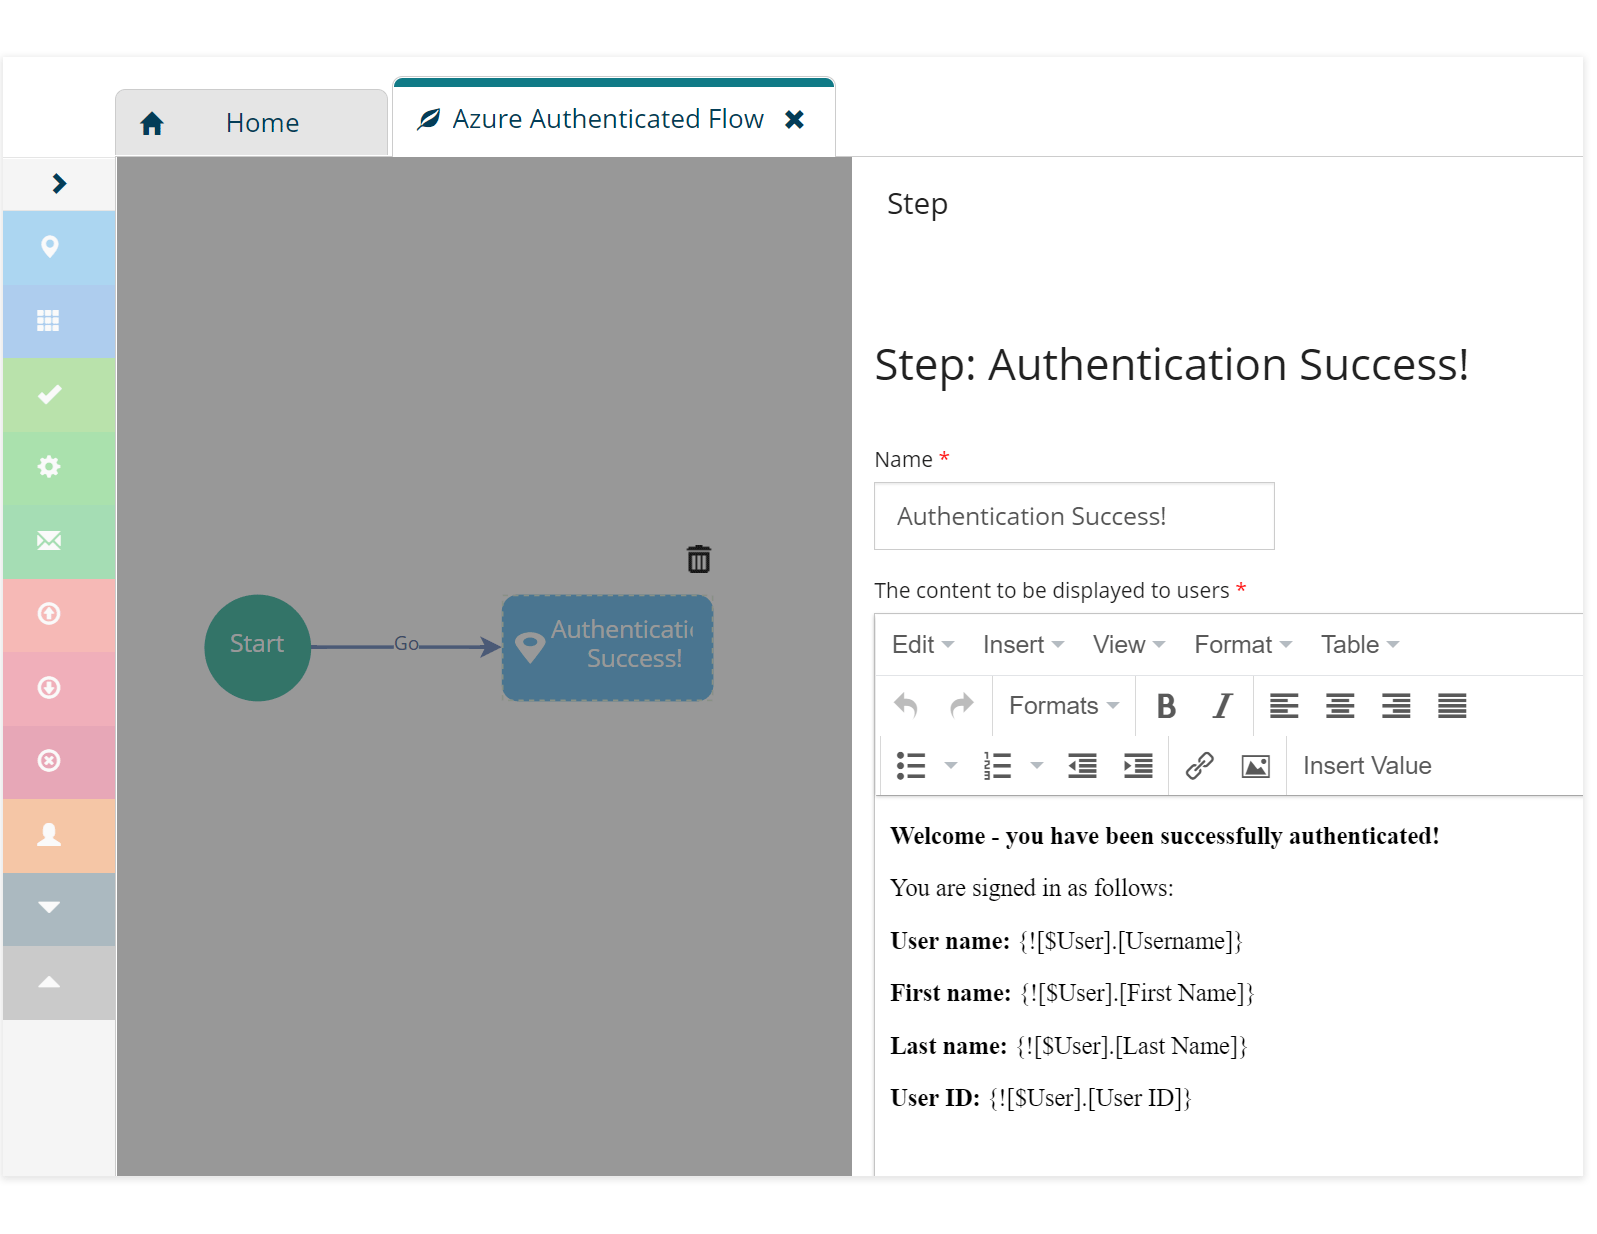 Home
Azure Authenticated Flow
Step
Step: Authentication Success!
Name *
Authentication Success!
The content to be displayed to users *
Edit Insert View Format Table
Formats B I
Insert Value
Welcome - you have been successfully authenticated!
You are signed in as follows:
User name: {![$User].[Username]}
First name: {![$User].[First Name]}
Last name: {![$User].[Last Name]}
User ID: {![$User].[User ID]}
Start
Go
Success!